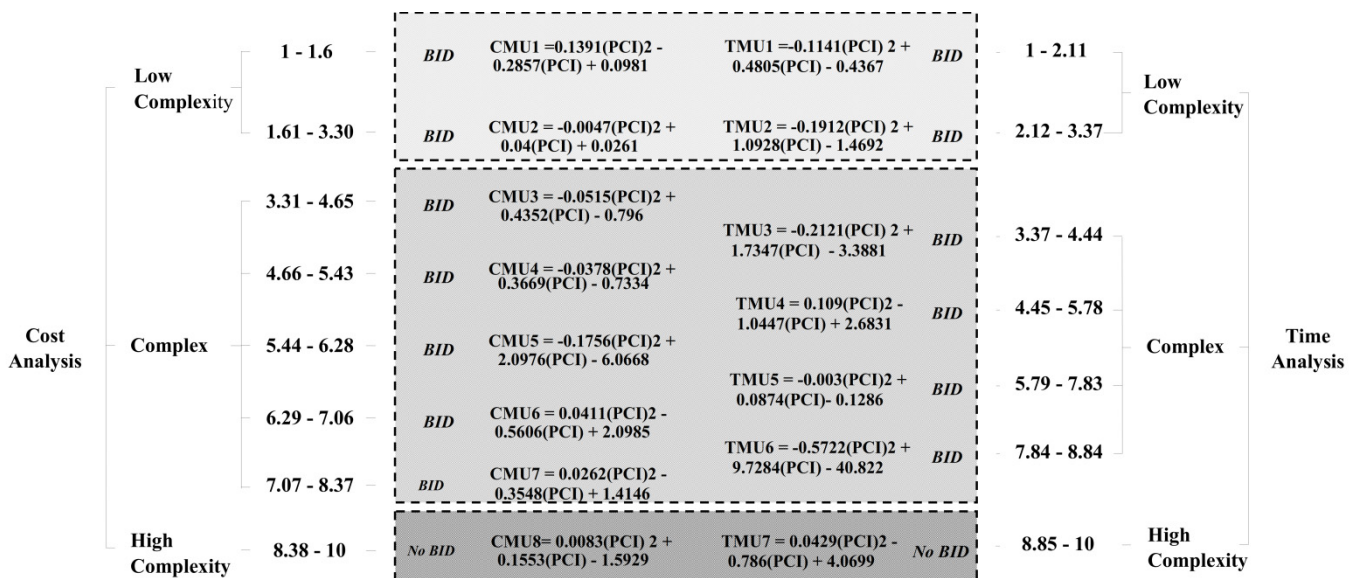 Cost
Analysis
Low
Complexity
Complex
High
Complexity
1 - 1.6
1.61 - 3.30
3.31 - 4.65
4.66 - 5.43
5.44 - 6.28
6.29 - 7.06
7.07 - 8.37
8.38 - 10
BID
CMU1 =0.1391(PCI)2 -
0.2857(PCI) + 0.0981
BID
CMU2 = -0.0047(PCI)2 +
0.04(PCI) + 0.0261
BID
CMU3 = -0.0515(PCI)2 +
0.4352(PCI) - 0.796
BID
CMU4 = -0.0378(PCI)2 +
0.3669(PCI) - 0.7334
BID
CMU5 = -0.1756(PCI)2 +
2.0976(PCI) - 6.0668
BID
CMU6 = 0.0411(PCI)2 -
0.5606(PCI) + 2.0985
BID
CMU7 = 0.0262(PCI)2 -
0.3548(PCI) + 1.4146
No BID
CMU8= 0.0083(PCI) 2 +
0.1553(PCI) - 1.5929
TMU1 =-0.1141(PCI) 2 +
0.4805(PCI) - 0.4367
BID
TMU2 = -0.1912(PCI) 2 +
1.0928(PCI) - 1.4692
BID
TMU3 = -0.2121(PCI) 2 +
1.7347(PCI) - 3.3881
BID
TMU4 = 0.109(PCI)2 -
1.0447(PCI) + 2.6831
BID
TMU5 = -0.003(PCI)2 +
0.0874(PCI)- 0.1286
BID
TMU6 = -0.5722(PCI)2 +
9.7284(PCI) - 40.822
BID
TMU7 = 0.0429(PCI)2 -
0.786(PCI) + 4.0699
No BID
1 - 2.11
2.12 - 3.37
3.37 - 4.44
4.45 - 5.78
5.79 - 7.83
7.84 - 8.84
8.85 - 10
Low
Complexity
Complex
High
Complexity
Time
Analysis